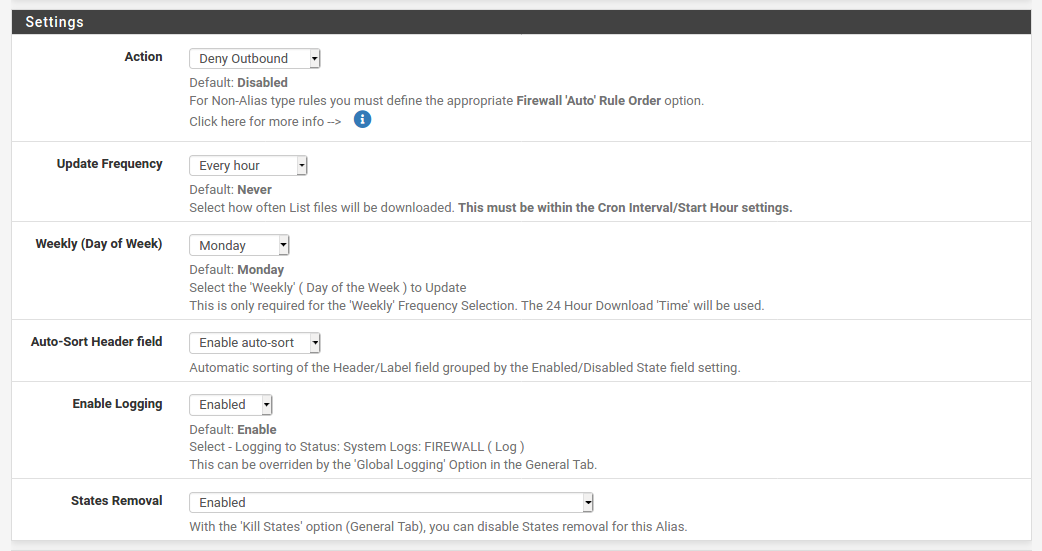 Settings
Action
Deny Outbound
Default: Disabled
For Non-Alias type rules you must define the appropriate Firewall 'Auto' Rule Order option.
Click here for more info -->
Update Frequency
Every hour
Default: Never
Select how often List files will be downloaded. This must be within the Cron Interval/Start Hour settings.
Weekly (Day of Week)
Monday
Default: Monday
Select the 'Weekly' ( Day of the Week ) to Update
This is only required for the 'Weekly' Frequency Selection. The 24 Hour Download 'Time' will be used.
Auto-Sort Header field
Enable auto-sort
Automatic sorting of the Header/Label field grouped by the Enabled/Disabled State field setting.
Enable Logging
Enabled
Default: Enable
Select - Logging to Status: System Logs: FIREWALL ( Log )
This can be overriden by the 'Global Logging' Option in the General Tab.
States Removal
Enabled
With the 'Kill States' option (General Tab), you can disable States removal for this Alias.